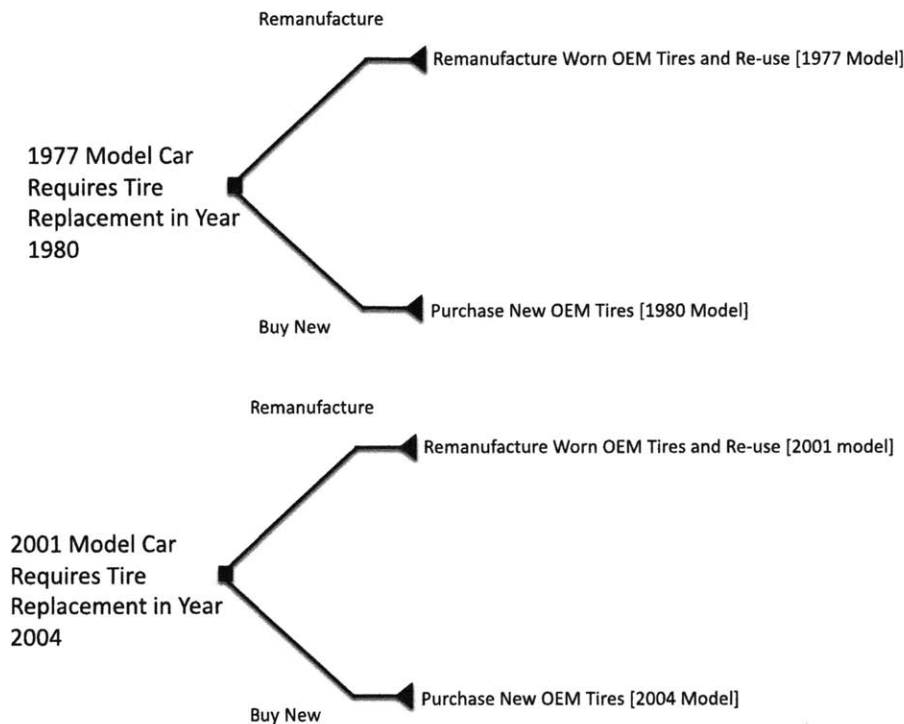 Remanufacture
Remanufacture Worn OEM Tires and Re-use [1977 Model]
1977 Model Car
Requires Tire
Replacement in Year
1980
Purchase New OEM Tires [1980 Model]
Buy New
Remanufacture
Remanufacture Worn OEM Tires and Re-use [2001 model]
2001 Model Car
Requires Tire
Replacement in Year
2004
Purchase New OEM Tires [2004 Model]
Buy New